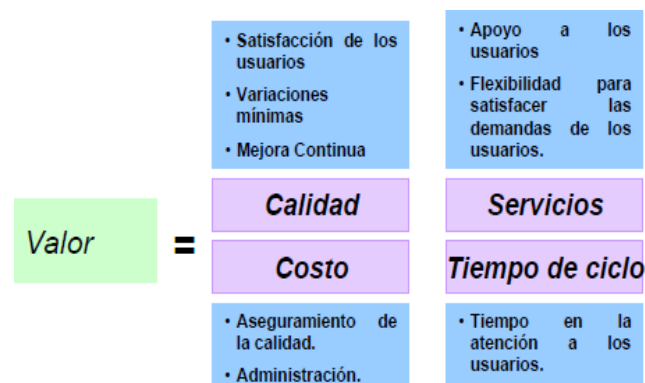 • Satisfacción de los
usuarios
• Variaciones
mínimas
• Mejora Continua
• Apoyo a los
usuarios
• Flexibilidad para
satisfacer las
demandas de los
usuarios.
Valor
=
Calidad
Servicios
Costo
Tiempo de ciclo
• Aseguramiento de
la calidad.
• Administración.
• Tiempo en la
atención a los
usuarios.